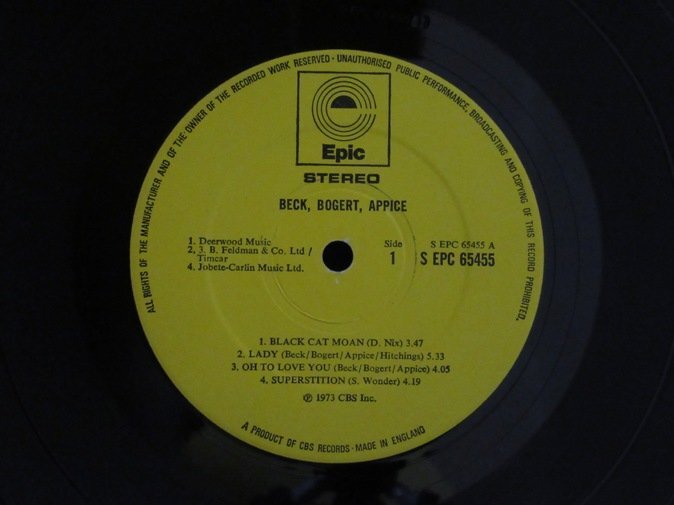 ALL RIGHTS OF THE MANUFACTURER AND OF THE OWNER OF THE RECORDED WORK RESERVED · UNAUTHORISED PUBLIC PERFORMANCE, BROADCASTING AND COPYING OF THIS RECORD PROHIBITED.
Epic
STEREO
BECK, BOGERT, APPICE
1. Deerwood Music
2, 3. B. Feldman & Co. Ltd /
Timcar
4. Jobete-Carlin Music Ltd.
Side
1
S EPC 65455 A
S EPC 65455
1. BLACK CAT MOAN (D. Nix) 3.47
2. LADY (Beck/Bogert/Appice/Hitchings) 5.33
3. OH TO LOVE YOU (Beck/Bogert/Appice) 4.05
4. SUPERSTITION (S. Wonder) 4.19
℗ 1973 CBS Inc.
A PRODUCT OF CBS RECORDS · MADE IN ENGLAND